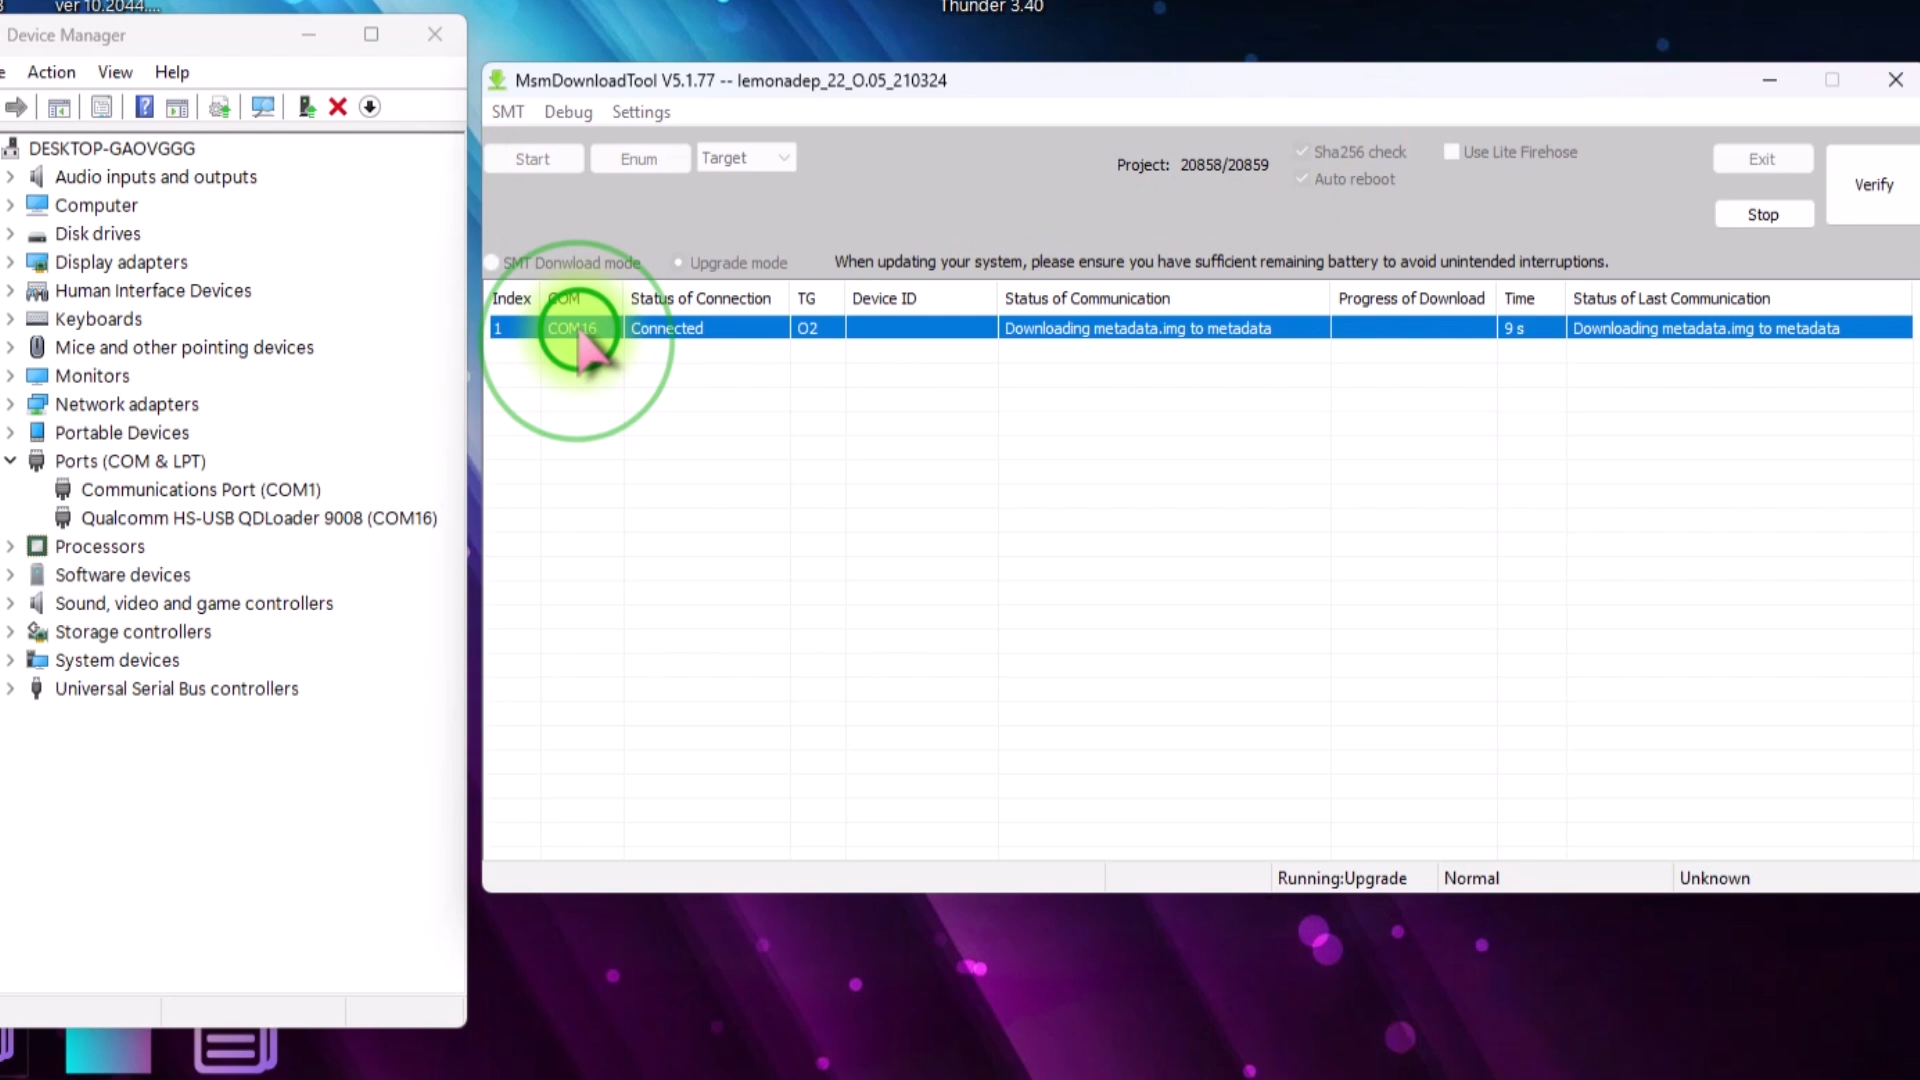 ver 10.2044....
Thunder 3.40
Device Manager
Action View Help
DESKTOP-GAOVGGG
Audio inputs and outputs
Computer
Disk drives
Display adapters
Human Interface Devices
Keyboards
Mice and other pointing devices
Monitors
Network adapters
Portable Devices
Ports (COM & LPT)
Communications Port (COM1)
Qualcomm HS-USB QDLoader 9008 (COM16)
Processors
Software devices
Sound, video and game controllers
Storage controllers
System devices
Universal Serial Bus controllers
MsmDownloadTool V5.1.77 -- lemonadep_22_O.05_210324
SMT Debug Settings
Start Enum Target Project: 20858/20859 Sha256 check Use Lite Firehose Exit
Auto reboot Verify
Stop
SMT Donwload mode Upgrade mode When updating your system, please ensure you have sufficient remaining battery to avoid unintended interruptions.
Index COM Status of Connection TG Device ID Status of Communication Progress of Download Time Status of Last Communication
1 COM16 Connected O2 Downloading metadata.img to metadata 9 s Downloading metadata.img to metadata
Running:Upgrade Normal Unknown